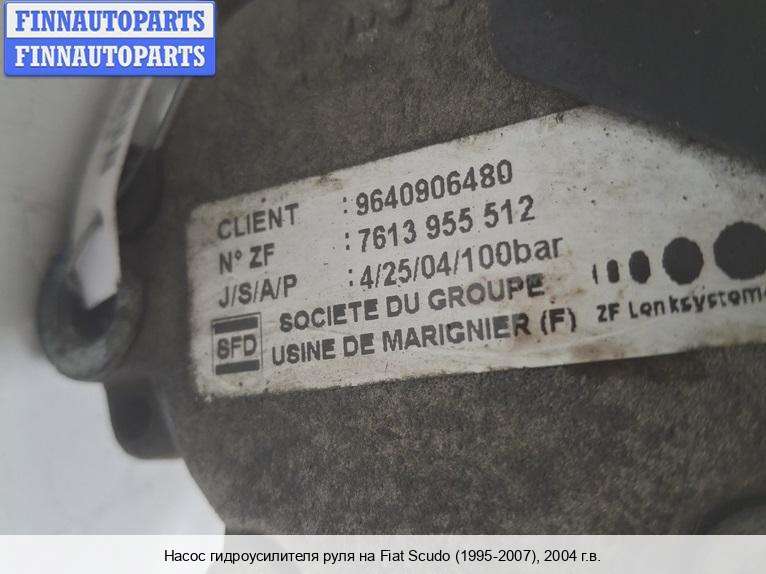 FINNAUTOPARTS
FINNAUTOPARTS
CLIENT : 9640906480
N° ZF : 7613 955 512
J/S/A/P : 4/25/04/100bar
SFD SOCIETE DU GROUPE
USINE DE MARIGNIER (F) ZF Lenksysteme
Насос гидроусилителя руля на Fiat Scudo (1995-2007), 2004 г.в.